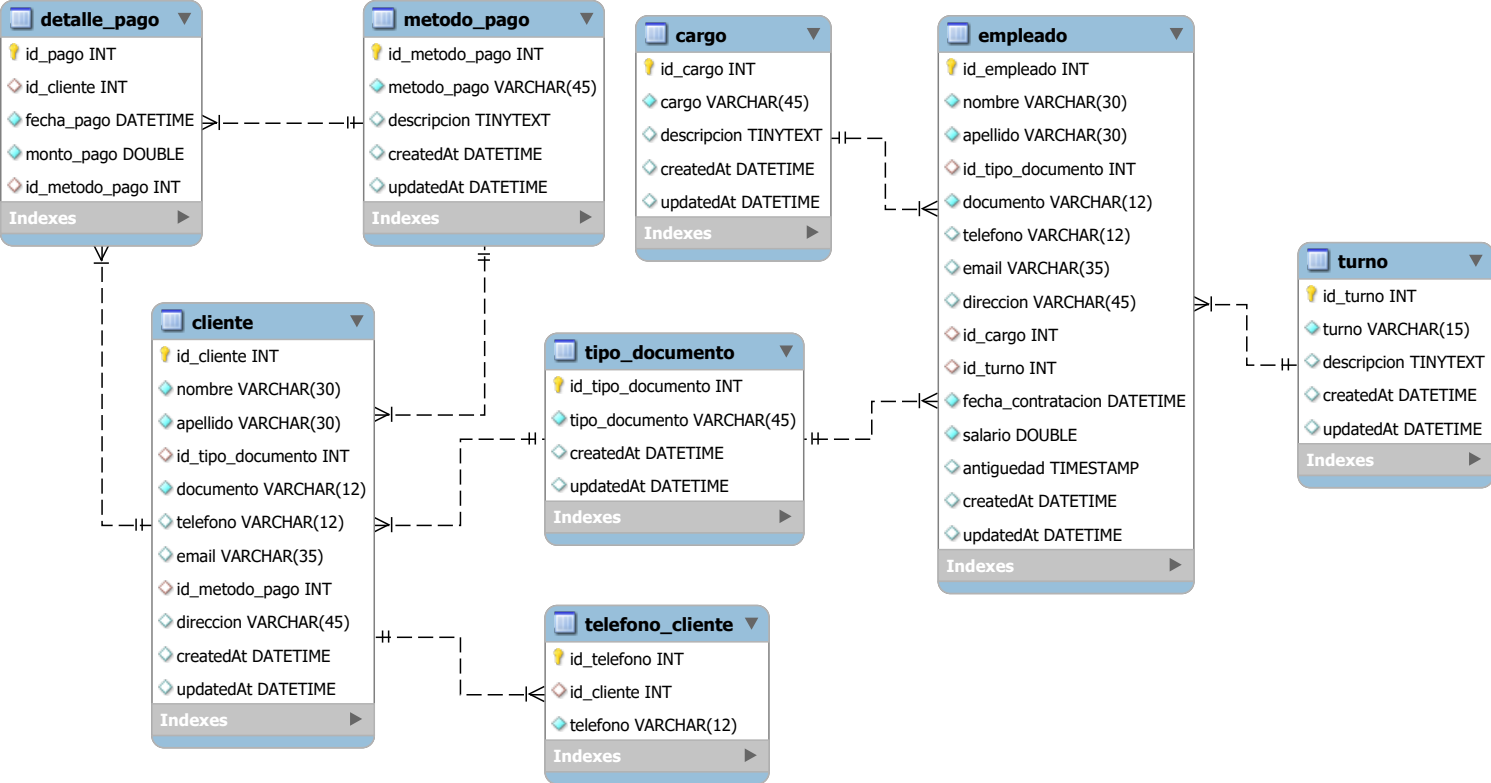 detalle_pago
id_pago INT
id_cliente INT
fecha_pago DATETIME
monto_pago DOUBLE
id_metodo_pago INT
Indexes
metodo_pago
id_metodo_pago INT
metodo_pago VARCHAR(45)
descripcion TINYTEXT
createdAt DATETIME
updatedAt DATETIME
Indexes
cargo
id_cargo INT
cargo VARCHAR(45)
descripcion TINYTEXT
createdAt DATETIME
updatedAt DATETIME
Indexes
empleado
id_empleado INT
nombre VARCHAR(30)
apellido VARCHAR(30)
id_tipo_documento INT
documento VARCHAR(12)
telefono VARCHAR(12)
email VARCHAR(35)
direccion VARCHAR(45)
id_cargo INT
id_turno INT
fecha_contratacion DATETIME
salario DOUBLE
antiguedad TIMESTAMP
createdAt DATETIME
updatedAt DATETIME
Indexes
turno
id_turno INT
turno VARCHAR(15)
descripcion TINYTEXT
createdAt DATETIME
updatedAt DATETIME
Indexes
cliente
id_cliente INT
nombre VARCHAR(30)
apellido VARCHAR(30)
id_tipo_documento INT
documento VARCHAR(12)
telefono VARCHAR(12)
email VARCHAR(35)
id_metodo_pago INT
direccion VARCHAR(45)
createdAt DATETIME
updatedAt DATETIME
Indexes
tipo_documento
id_tipo_documento INT
tipo_documento VARCHAR(45)
createdAt DATETIME
updatedAt DATETIME
Indexes
telefono_cliente
id_telefono INT
id_cliente INT
telefono VARCHAR(12)
Indexes